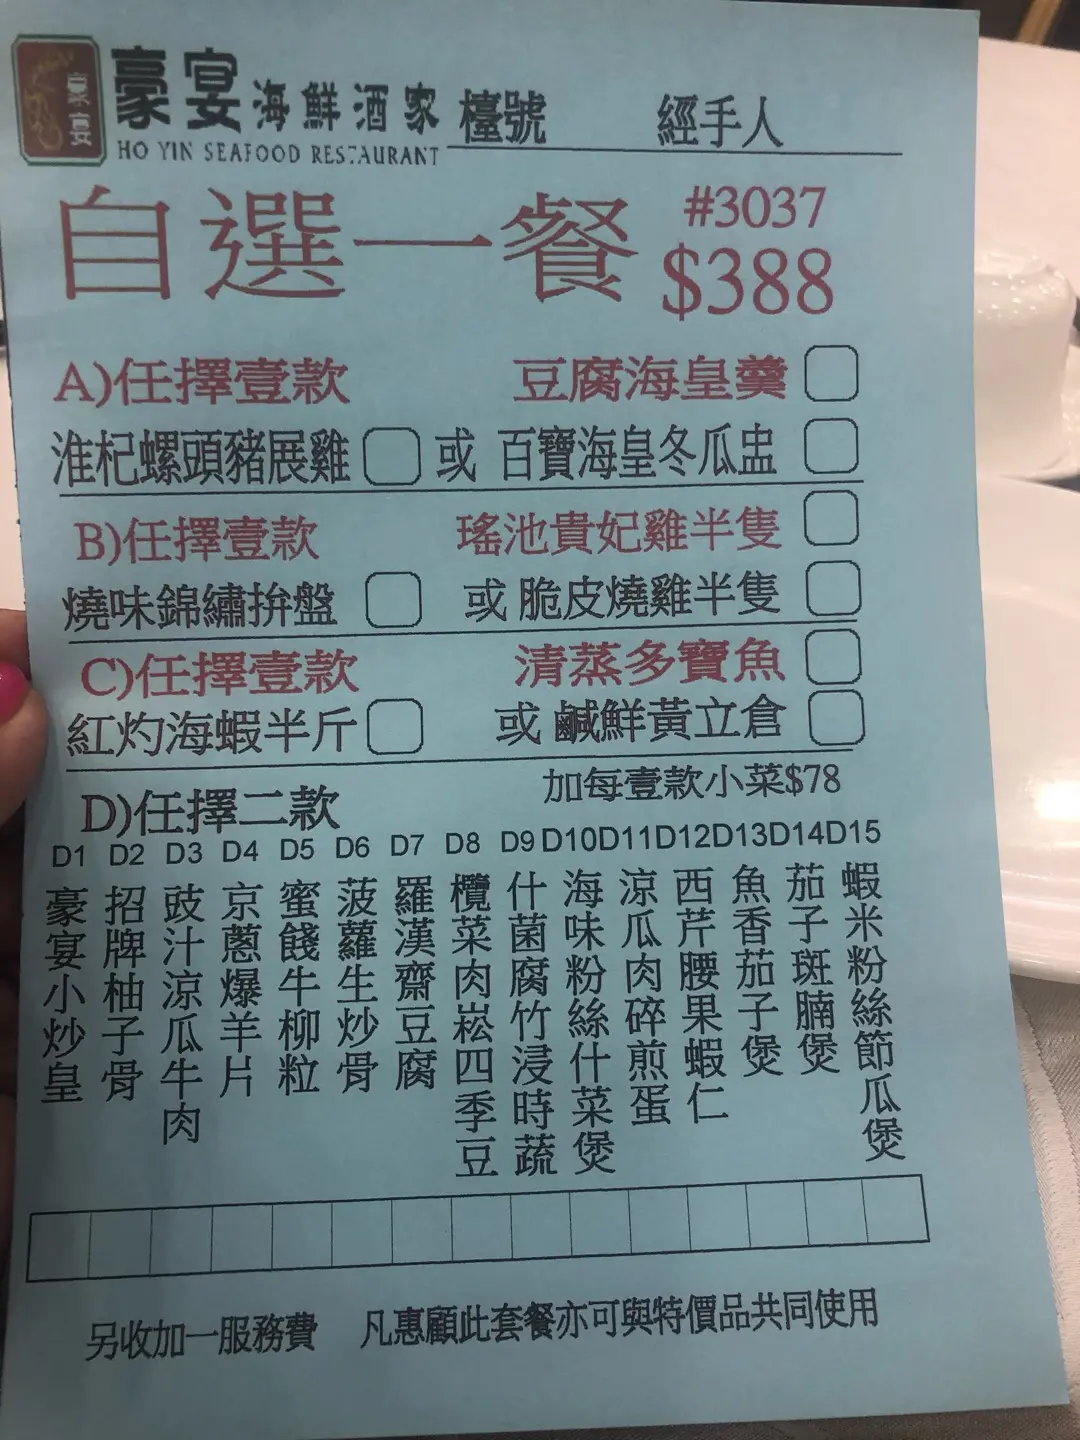 豪宴
豪宴海鮮酒家 檯號 經手人
HO YIN SEAFOOD RESTAURANT
自選一餐 #3037
$388
A)任擇壹款 豆腐海皇羹
淮杞螺頭豬展雞 或 百寶海皇冬瓜盅
B)任擇壹款 瑤池貴妃雞半隻
燒味錦繡拚盤 或 脆皮燒雞半隻
C)任擇壹款 清蒸多寶魚
紅灼海蝦半斤 或 鹹鮮黃立倉
D)任擇二款 加每壹款小菜$78
D1 D2 D3 D4 D5 D6 D7 D8 D9 D10 D11 D12 D13 D14 D15
豪宴小炒皇
招牌柚子骨
豉汁涼瓜牛肉
京蔥爆羊片
蜜餞牛柳粒
菠蘿生炒骨
羅漢齋豆腐
欖菜肉崧四季豆
什菌腐竹浸時蔬
海味粉絲什菜煲
涼瓜肉碎煎蛋
西芹腰果蝦仁
魚香茄子煲
茄子斑腩煲
蝦米粉絲節瓜煲
另收加一服務費 凡惠顧此套餐亦可與特價品共同使用